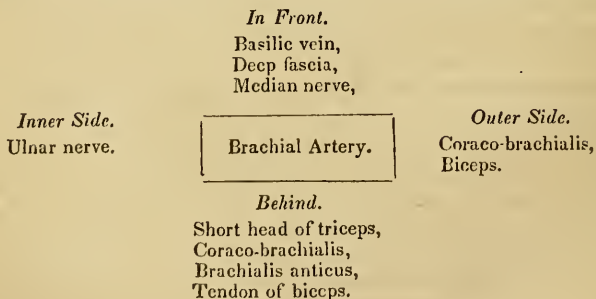 In Front.
Basilic vein,
Deep fascia,
Median nerve,
Inner Side.
Ulnar nerve.
Brachial Artery.
Outer Side.
Coraco-brachialis,
Biceps.
Behind.
Short head of triceps,
Coraco-brachialis,
Brachialis anticus,
Tendon of biceps.